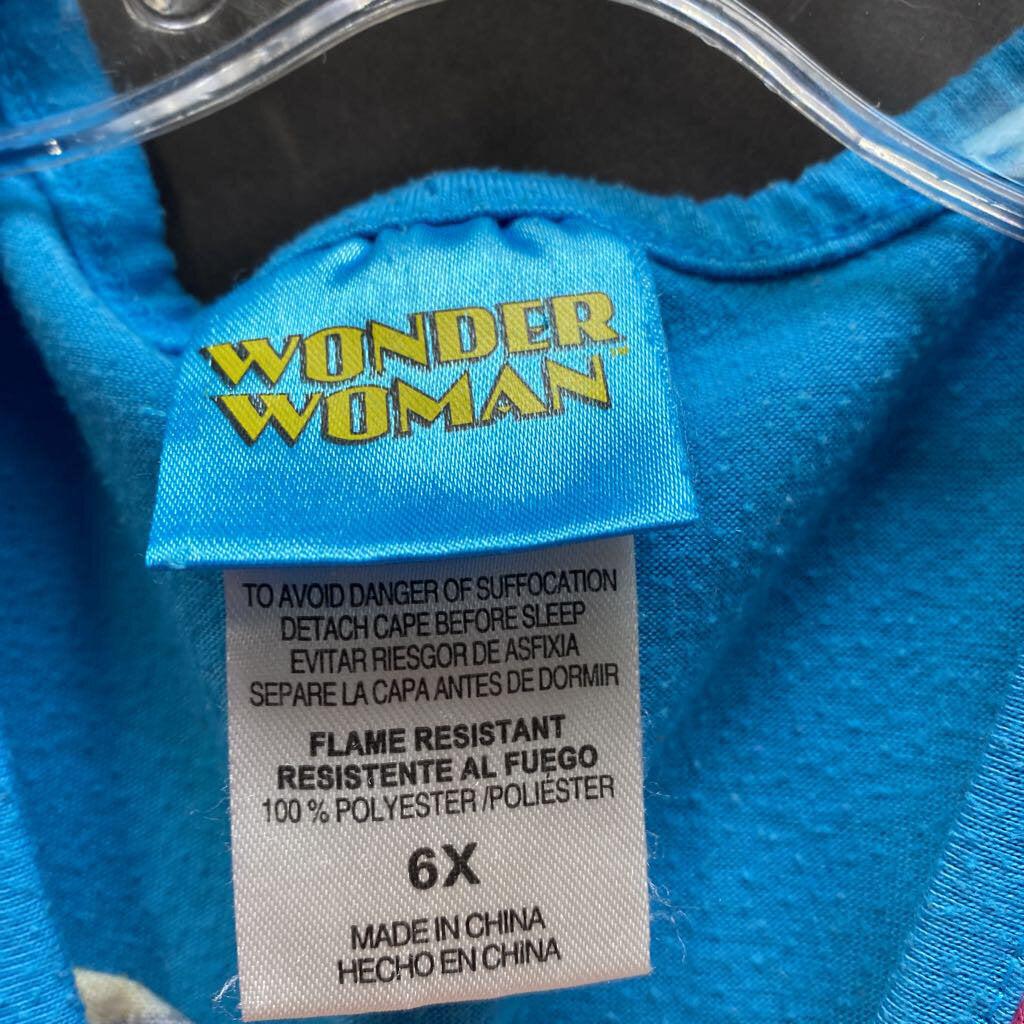 WONDER
WOMAN™
TO AVOID DANGER OF SUFFOCATION
DETACH CAPE BEFORE SLEEP
EVITAR RIESGOR DE ASFIXIA
SEPARE LA CAPA ANTES DE DORMIR
FLAME RESISTANT
RESISTENTE AL FUEGO
100 % POLYESTER /POLIÉSTER
6X
MADE IN CHINA
HECHO EN CHINA